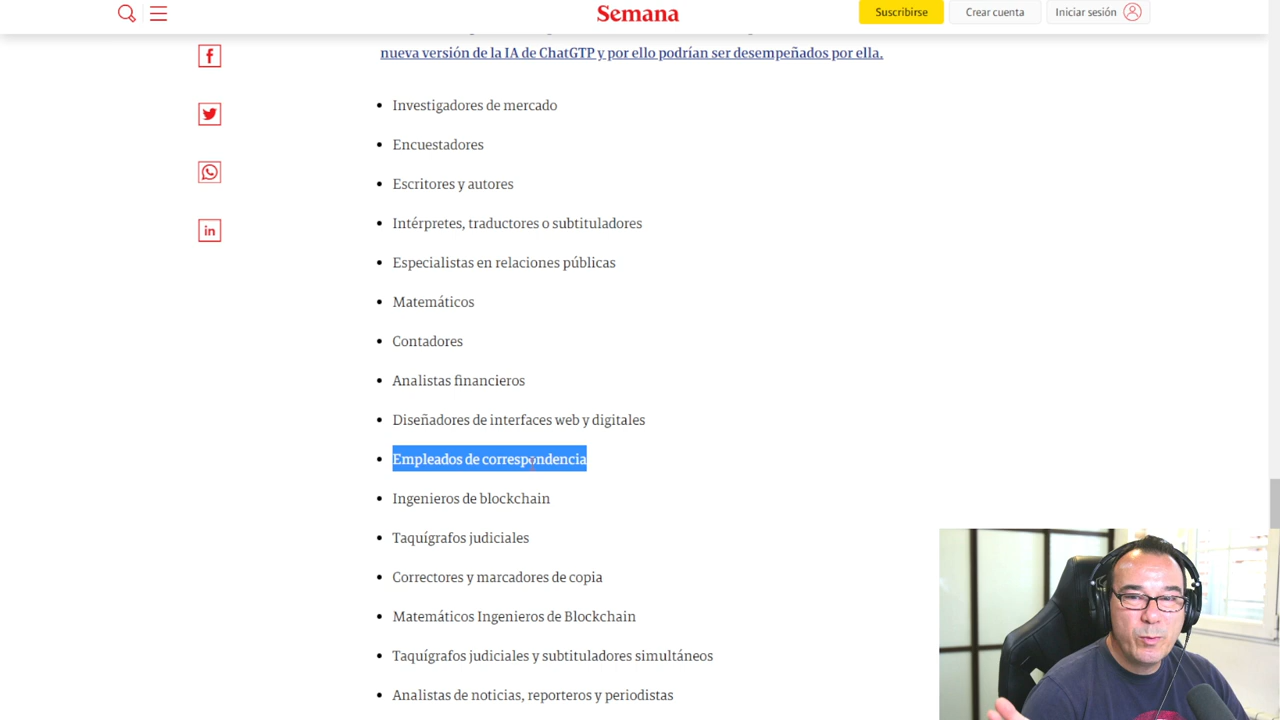 Semana
Suscribirse
Crear cuenta
Iniciar sesión
nueva versión de la IA de ChatGTP y por ello podrían ser desempeñados por ella.
f
in
• Investigadores de mercado
• Encuestadores
• Escritores y autores
• Intérpretes, traductores o subtituladores
• Especialistas en relaciones públicas
• Matemáticos
• Contadores
• Analistas financieros
• Diseñadores de interfaces web y digitales
• Empleados de correspondencia
• Ingenieros de blockchain
• Taquígrafos judiciales
• Correctores y marcadores de copia
• Matemáticos Ingenieros de Blockchain
• Taquígrafos judiciales y subtituladores simultáneos
• Analistas de noticias, reporteros y periodistas